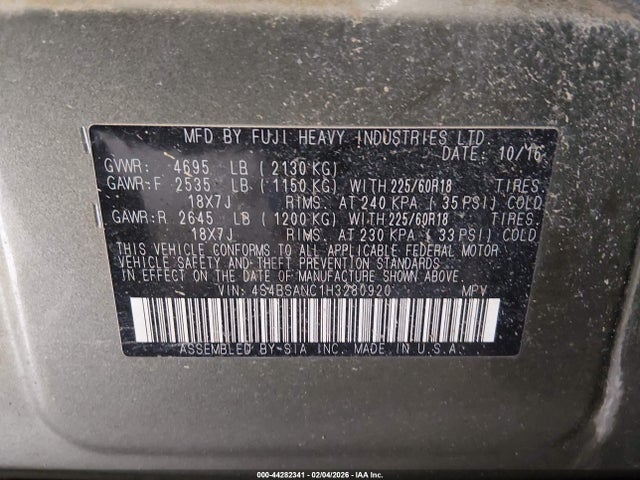 MFD BY FUJI HEAVY INDUSTRIES LTD.
DATE: 10/16
GVWR: 4695 LB ( 2130 KG)
GAWR:F 2535 LB ( 1150 KG) WITH 225/60R18 TIRES.
18X7J RIMS. AT 240 KPA ( 35 PSI) COLD
GAWR:R 2645 LB ( 1200 KG) WITH 225/60R18 TIRES.
18X7J RIMS. AT 230 KPA ( 33 PSI) COLD
THIS VEHICLE CONFORMS TO ALL APPLICABLE FEDERAL MOTOR
VEHICLE SAFETY, BUMPER, AND THEFT PREVENTION STANDARDS
IN EFFECT ON THE DATE OF MANUFACTURE SHOWN ABOVE.
VIN: 4S4BSANC1H3280920 MPV
ASSEMBLED BY SIA INC. MADE IN U.S.A.
000-44282341 - 02/04/2026 - IAA Inc.